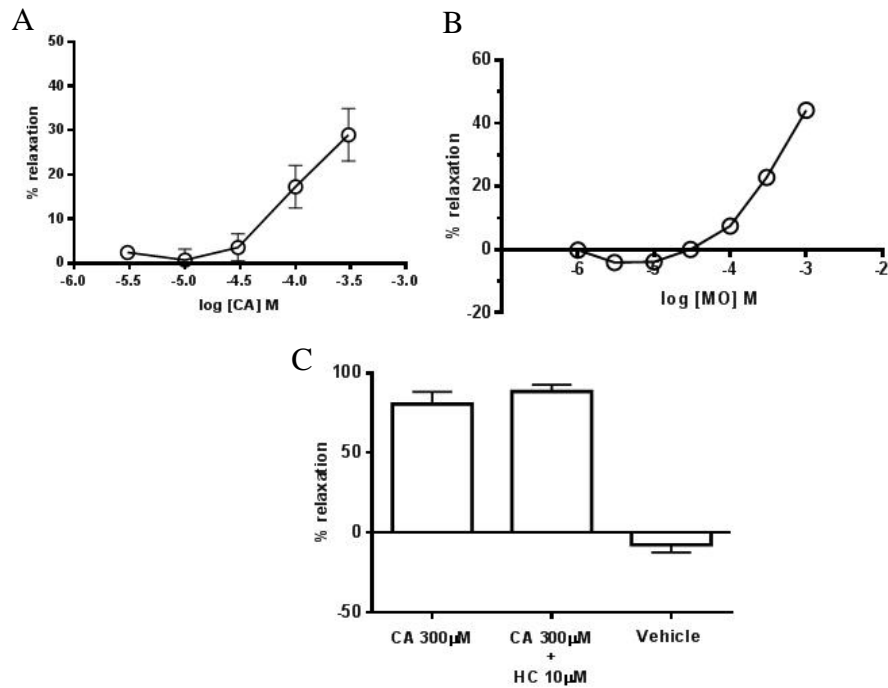 A
50
40
30
20
10
0
% relaxation
-6.0
-5.5
-5.0
-4.5
-4.0
-3.5
-3.0
log [CA] M
B
60
40
20
0
-20
% relaxation
-6
-5
-4
-3
-2
log [MO] M
C
100
50
0
-50
% relaxation
CA 300µM
CA 300µM
+
HC 10µM
Vehicle